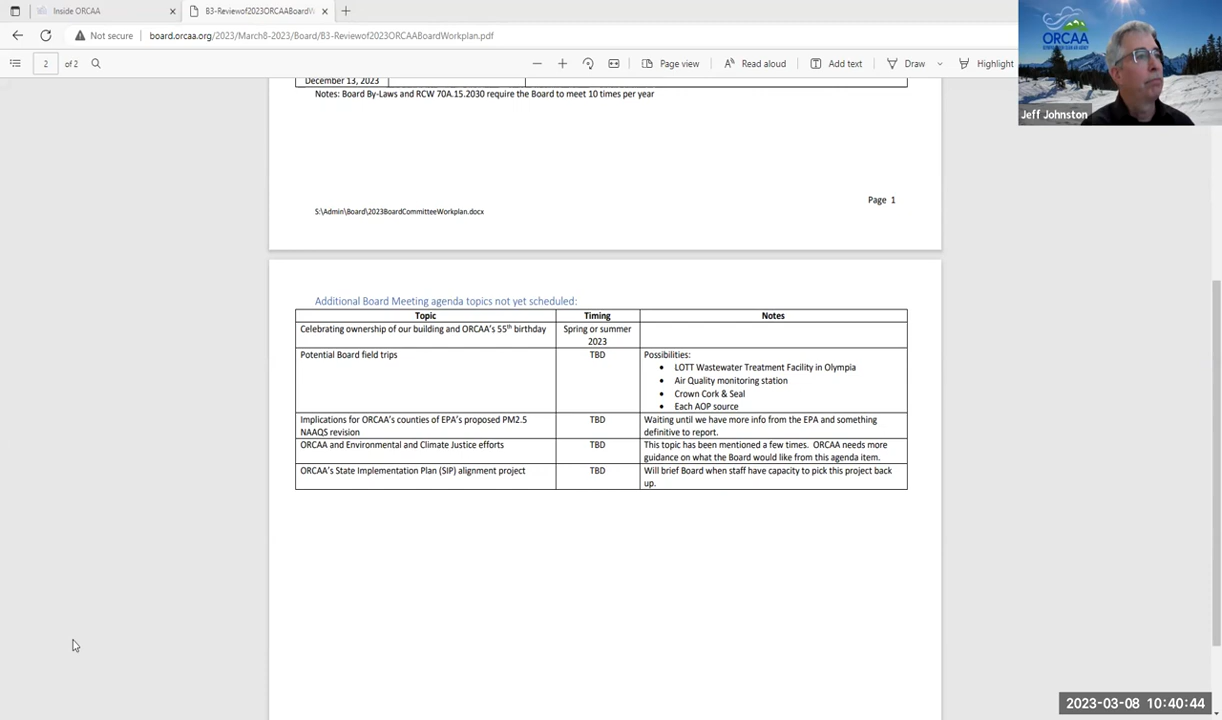 Inside ORCAA
B3-Reviewof2023ORCAABoardW
Not secure board.orcaa.org/2023/March8-2023/Board/B3-Reviewof2023ORCAABoardWorkplan.pdf
2 of 2 Page view Read aloud Add text Draw Highlight
ORCAA
Jeff Johnston
December 13, 2023
Notes: Board By-Laws and RCW 70A.15.2030 require the Board to meet 10 times per year
Page 1
S:\Admin\Board\2023BoardCommitteeWorkplan.docx
Additional Board Meeting agenda topics not yet scheduled:
Topic Timing Notes
Celebrating ownership of our building and ORCAA's 55th birthday Spring or summer
2023
Potential Board field trips TBD Possibilities:
• LOTT Wastewater Treatment Facility in Olympia
• Air Quality monitoring station
• Crown Cork & Seal
• Each AOP source
Implications for ORCAA's counties of EPA's proposed PM2.5 TBD Waiting until we have more info from the EPA and something
NAAQS revision definitive to report.
ORCAA and Environmental and Climate Justice efforts TBD This topic has been mentioned a few times. ORCAA needs more
guidance on what the Board would like from this agenda item.
ORCAA's State Implementation Plan (SIP) alignment project TBD Will brief Board when staff have capacity to pick this project back
up.
2023-03-08 10:40:44